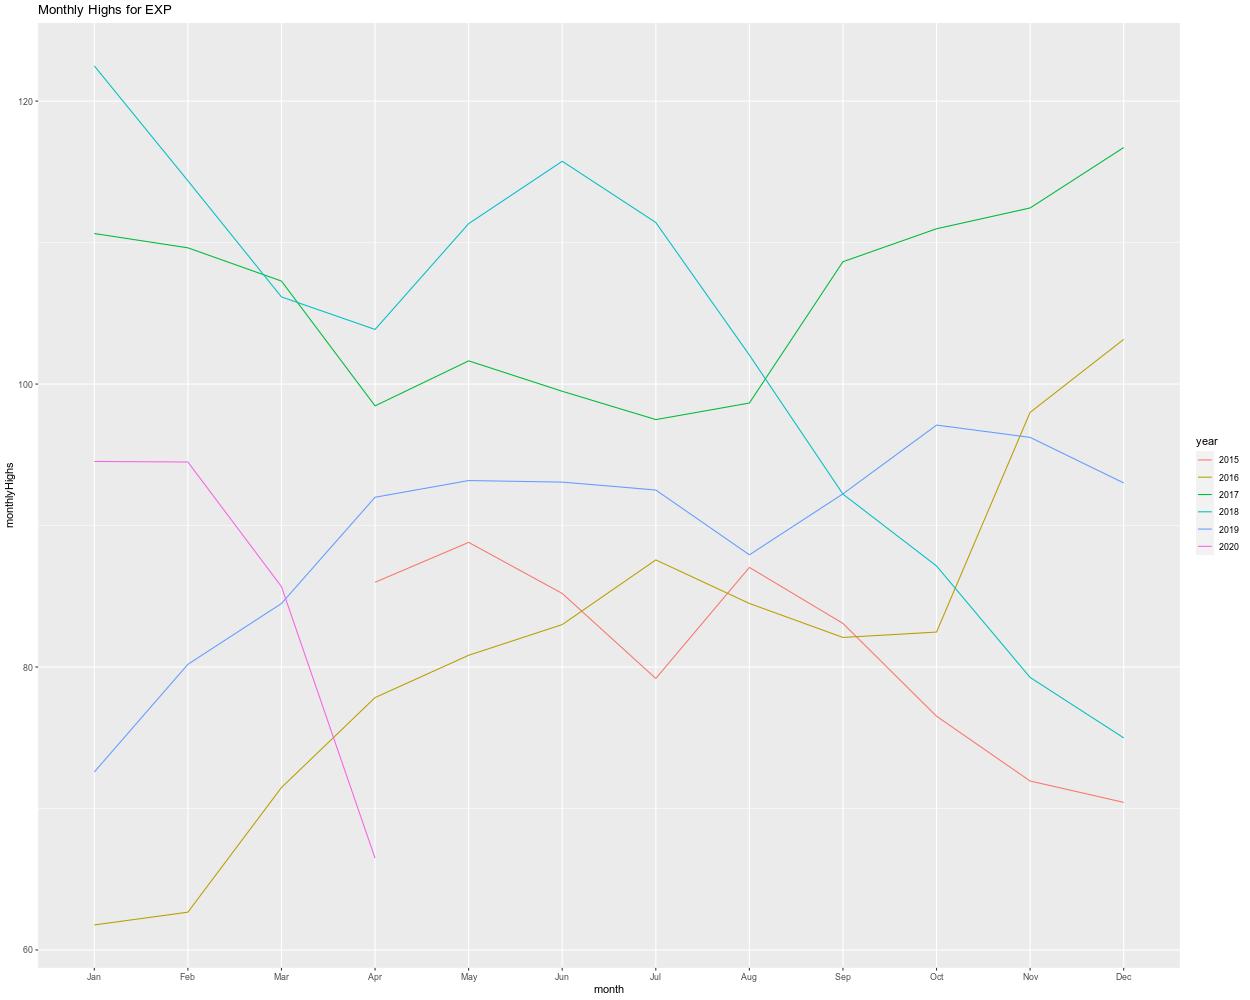 Monthly Highs for EXP
120
100
80
60
monthlyHighs
Jan Feb Mar Apr May Jun Jul Aug Sep Oct Nov Dec
month
year
2015
2016
2017
2018
2019
2020